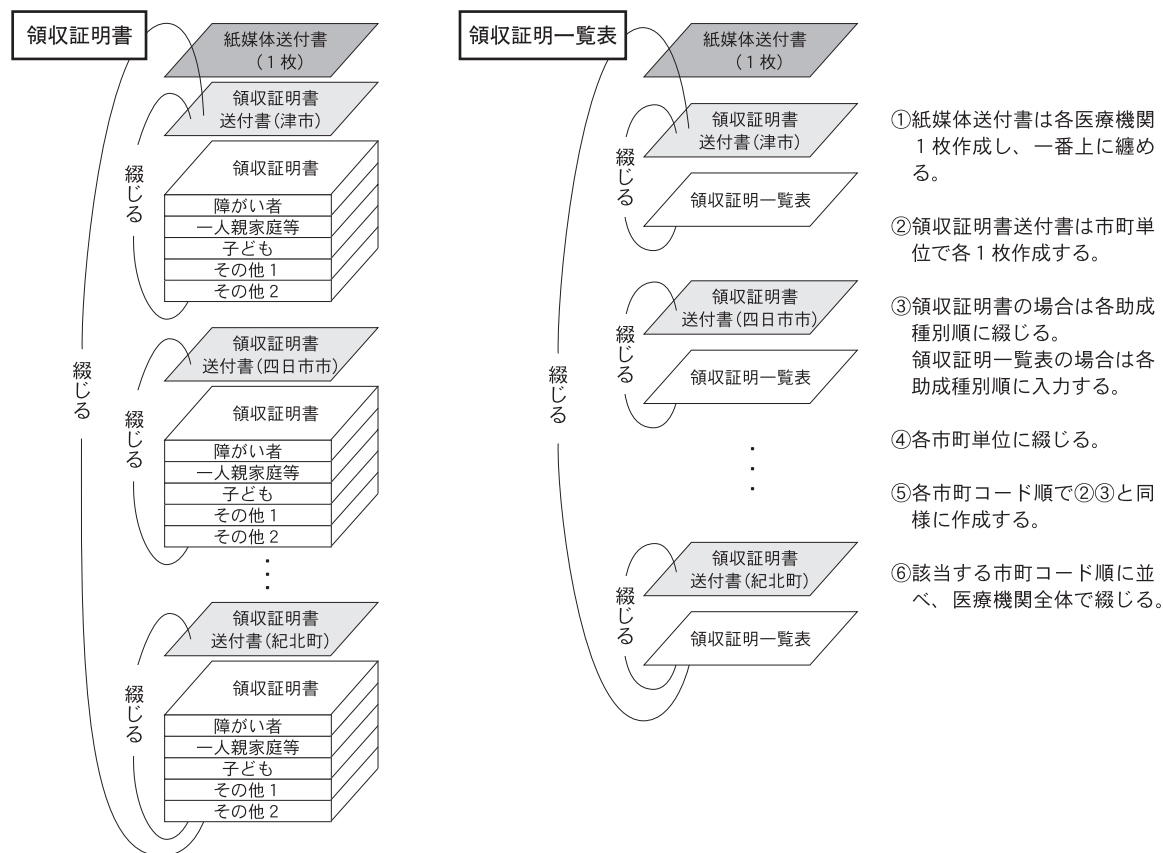 領収証明書
紙媒体送付書
（1枚）
領収証明書
送付書(津市)
綴じる
領収証明書
障がい者
一人親家庭等
子ども
その他1
その他2
領収証明書
送付書(四日市市)
綴じる
綴じる
領収証明書
障がい者
一人親家庭等
子ども
その他1
その他2
領収証明書
送付書(紀北町)
綴じる
領収証明書
障がい者
一人親家庭等
子ども
その他1
その他2
領収証明一覧表
紙媒体送付書
（1枚）
領収証明書
送付書(津市)
綴じる
領収証明一覧表
領収証明書
送付書(四日市市)
綴じる
綴じる
領収証明一覧表
領収証明書
送付書(紀北町)
綴じる
領収証明一覧表
①紙媒体送付書は各医療機関
1枚作成し、一番上に纏め
る。
②領収証明書送付書は市町単
位で各1枚作成する。
③領収証明書の場合は各助成
種別順に綴じる。
領収証明一覧表の場合は各
助成種別順に入力する。
④各市町単位に綴じる。
⑤各市町コード順で②③と同
様に作成する。
⑥該当する市町コード順に並
べ、医療機関全体で綴じる。